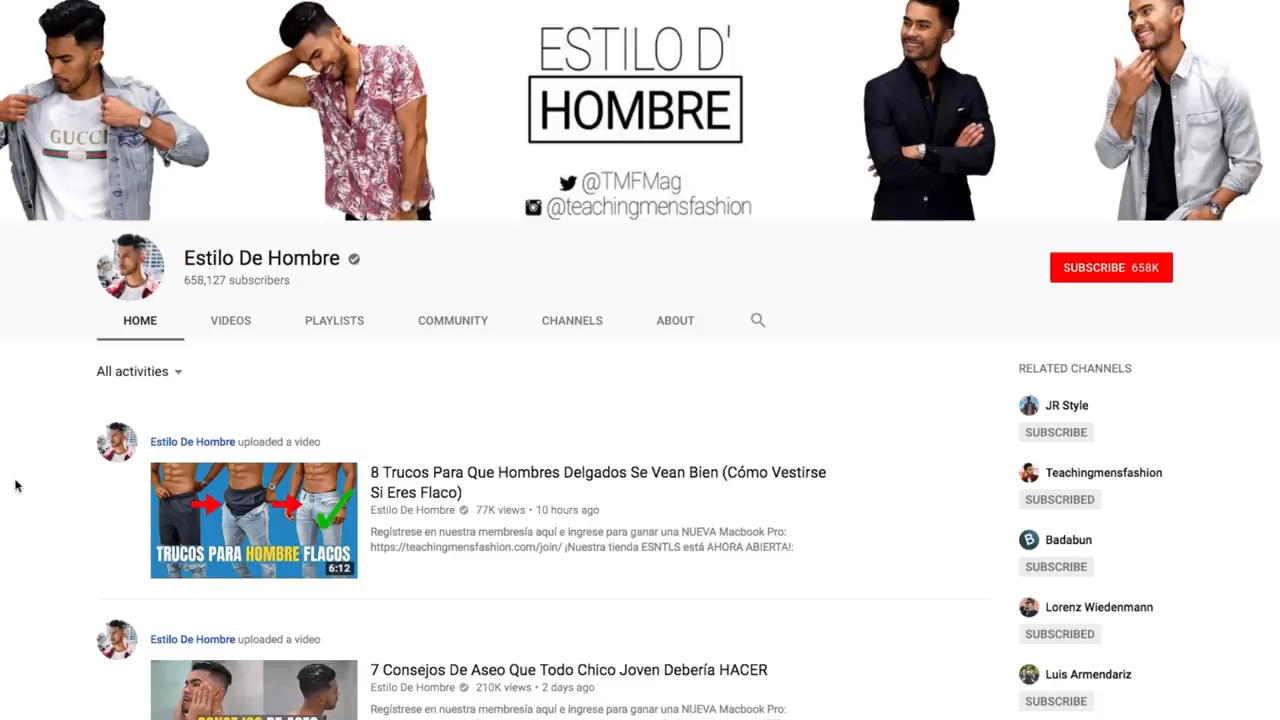 GUCCI
ESTILO D'
HOMBRE
@TMFMag
@teachingmensfashion
Estilo De Hombre
658,127 subscribers
SUBSCRIBE 658K
HOME VIDEOS PLAYLISTS COMMUNITY CHANNELS ABOUT
All activities
Estilo De Hombre uploaded a video
TRUCOS PARA HOMBRE FLACOS
6:12
8 Trucos Para Que Hombres Delgados Se Vean Bien (Cómo Vestirse
Si Eres Flaco)
Estilo De Hombre 77K views • 10 hours ago
Regístrese en nuestra membresía aquí e ingrese para ganar una NUEVA Macbook Pro:
https://teachingmensfashion.com/join/ ¡Nuestra tienda ESNTLS está AHORA ABIERTA!:
Estilo De Hombre uploaded a video
CONSEJOS DE ASEO
7 Consejos De Aseo Que Todo Chico Joven Debería HACER
Estilo De Hombre 210K views • 2 days ago
Regístrese en nuestra membresía aquí e ingrese para ganar una NUEVA Macbook Pro:
RELATED CHANNELS
JR Style
SUBSCRIBE
Teachingmensfashion
SUBSCRIBED
Badabun
SUBSCRIBE
Lorenz Wiedenmann
SUBSCRIBED
Luis Armendariz
SUBSCRIBE